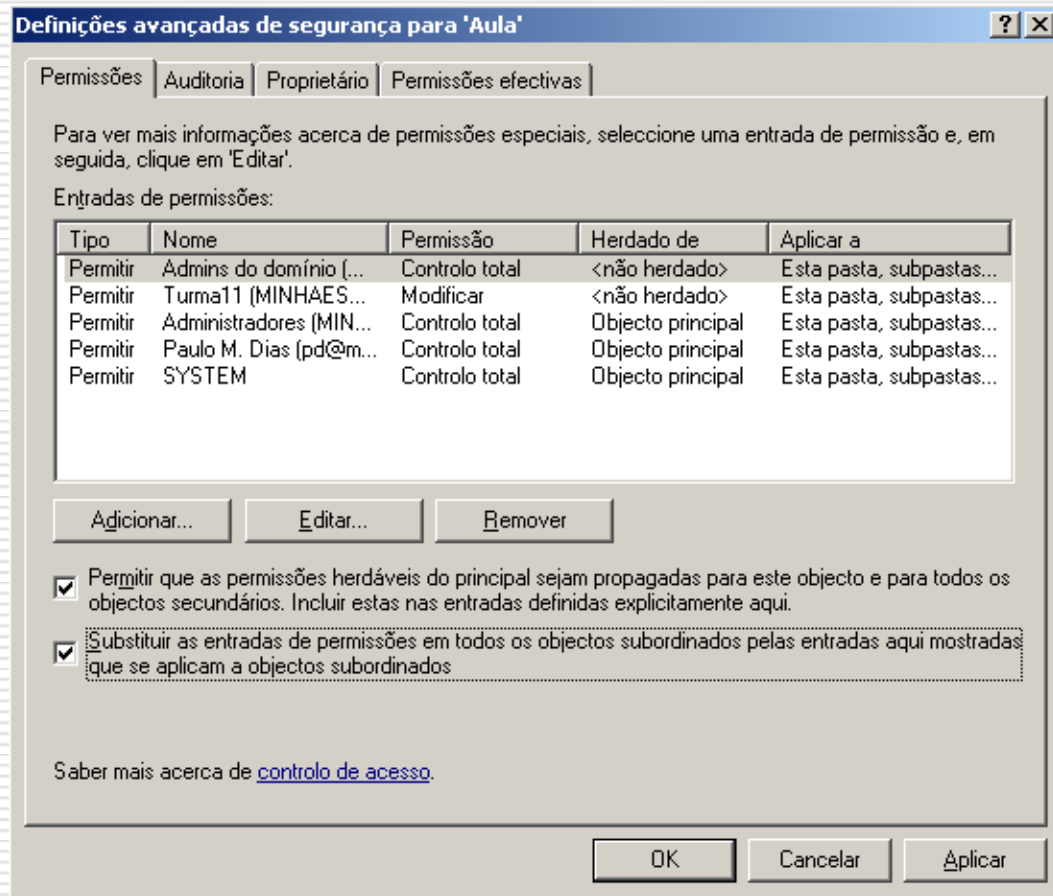 Definições avançadas de segurança para 'Aula'
Permissões Auditoria Proprietário Permissões efectivas
Para ver mais informações acerca de permissões especiais, seleccione uma entrada de permissão e, em
seguida, clique em 'Editar'.
Entradas de permissões:
Tipo Nome Permissão Herdado de Aplicar a
Permitir Admins do domínio (... Controlo total <não herdado> Esta pasta, subpastas...
Permitir Turma11 (MINHAES... Modificar <não herdado> Esta pasta, subpastas...
Permitir Administradores (MIN... Controlo total Objecto principal Esta pasta, subpastas...
Permitir Paulo M. Dias (pd@m... Controlo total Objecto principal Esta pasta, subpastas...
Permitir SYSTEM Controlo total Objecto principal Esta pasta, subpastas...
Adicionar... Editar... Remover
Permitir que as permissões herdáveis do principal sejam propagadas para este objecto e para todos os
objectos secundários. Incluir estas nas entradas definidas explicitamente aqui.
Substituir as entradas de permissões em todos os objectos subordinados pelas entradas aqui mostradas
que se aplicam a objectos subordinados
Saber mais acerca de controlo de acesso.
OK Cancelar Aplicar